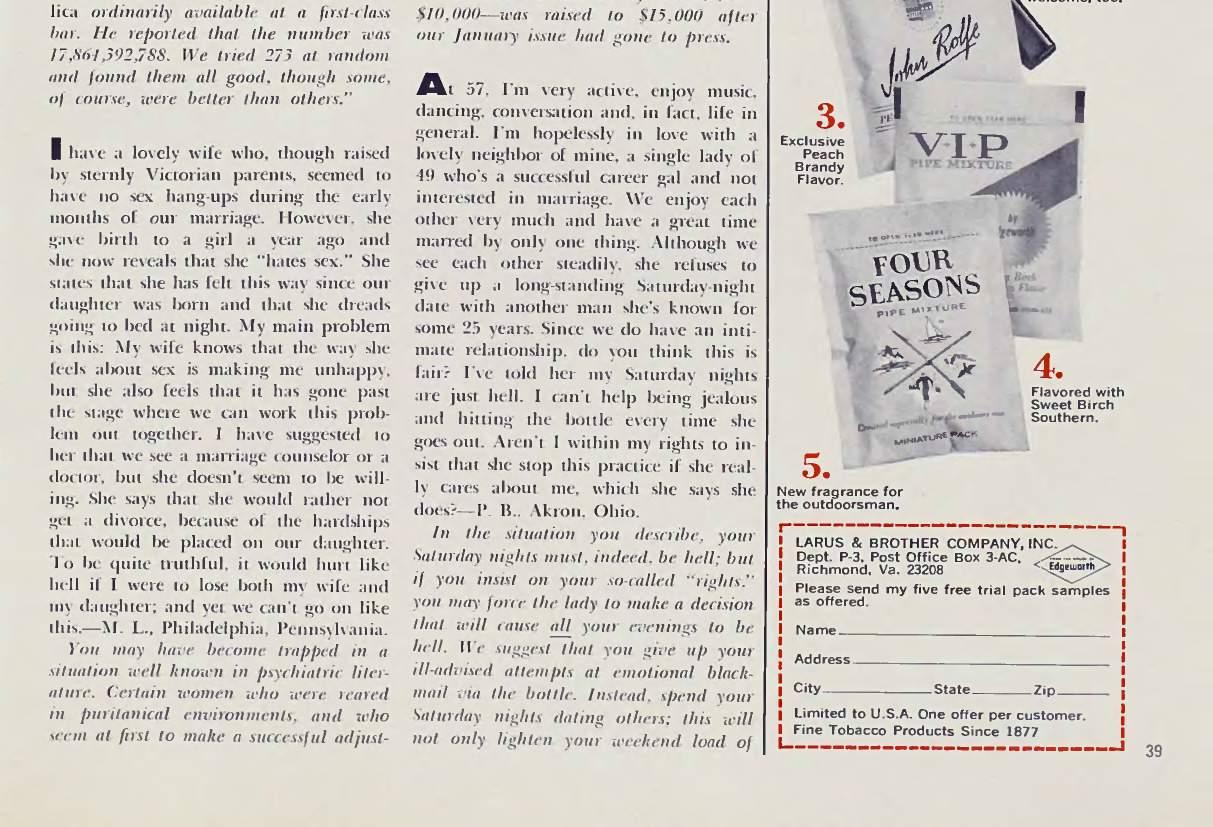 lica ordinarily available at a first-class
bar. He reported that the number was
17,864,392,788. We tried 273 at random
and found them all good, though some,
of course, were better than others."
I have a lovely wife who, though raised
by sternly Victorian parents, seemed to
have no sex hang-ups during the early
months of our marriage. However, she
gave birth to a girl a year ago and
she now reveals that she "hates sex." She
states that she has felt this way since our
daughter was born and that she dreads
going to bed at night. My main problem
is this: My wife knows that the way she
feels about sex is making me unhappy,
but she also feels that it has gone past
the stage where we can work this prob-
lem out together. I have suggested to
her that we see a marriage counselor or a
doctor, but she doesn't seem to be will-
ing. She says that she would rather not
get a divorce, because of the hardships
that would be placed on our daughter.
To be quite truthful, it would hurt like
hell if I were to lose both my wife and
my daughter; and yet we can't go on like
this.—M. L., Philadelphia, Pennsylvania.
You may have become trapped in a
situation well known in psychiatric liter-
ature. Certain women who were reared
in puritanical environments, and who
seem at first to make a successful adjust-
$10,000—was raised to $15,000 after
our January issue had gone to press.
At 57, I'm very active, enjoy music,
dancing, conversation and, in fact, life in
general. I'm hopelessly in love with a
lovely neighbor of mine, a single lady of
49 who's a successful career gal and not
interested in marriage. We enjoy each
other very much and have a great time
marred by only one thing. Although we
see each other steadily, she refuses to
give up a long-standing Saturday-night
date with another man she's known for
some 25 years. Since we do have an inti-
mate relationship, do you think this is
fair? I've told her my Saturday nights
are just hell. I can't help being jealous
and hitting the bottle every time she
goes out. Aren't I within my rights to in-
sist that she stop this practice if she real-
ly cares about me, which she says she
does?—P. B., Akron, Ohio.
In the situation you describe, your
Saturday nights must, indeed, be hell; but
if you insist on your so-called "rights,"
you may force the lady to make a decision
that will cause all your evenings to be
hell. We suggest that you give up your
ill-advised attempts at emotional black-
mail via the bottle. Instead, spend your
Saturday nights dating others; this will
not only lighten your weekend load of
John Rolfe
3.
Exclusive
Peach
Brandy
Flavor.
TO OPEN TEAR HERE
V·I·P
PIPE MIXTURE
by
TO OPEN TEAR HERE
FOUR
SEASONS
PIPE MIXTURE
Created especially for the outdoors man
MINIATURE PACK
4.
Flavored with
Sweet Birch
Southern.
5.
New fragrance for
the outdoorsman.
LARUS & BROTHER COMPANY, INC.
Dept. P-3, Post Office Box 3-AC,
Richmond, Va. 23208
Edgeworth
Please send my five free trial pack samples
as offered.
Name
Address
City State Zip
Limited to U.S.A. One offer per customer.
Fine Tobacco Products Since 1877
39